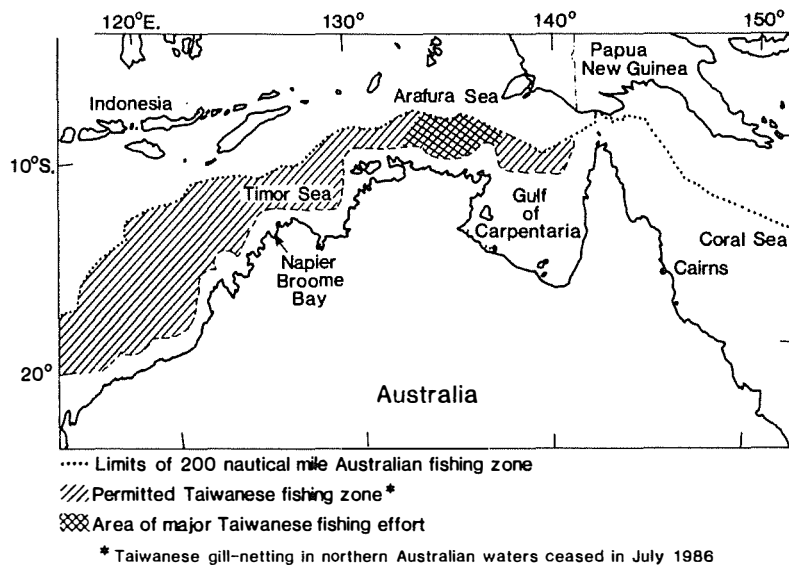 120°E.
130°
140°
150°
Papua
New Guinea
Indonesia
Arafura Sea
10°S.
Timor Sea
Gulf
of
Carpentaria
Coral Sea
Napier
Broome
Bay
Cairns
20°
Australia
Limits of 200 nautical mile Australian fishing zone
Permitted Taiwanese fishing zone*
Area of major Taiwanese fishing effort
* Taiwanese gill-netting in northern Australian waters ceased in July 1986